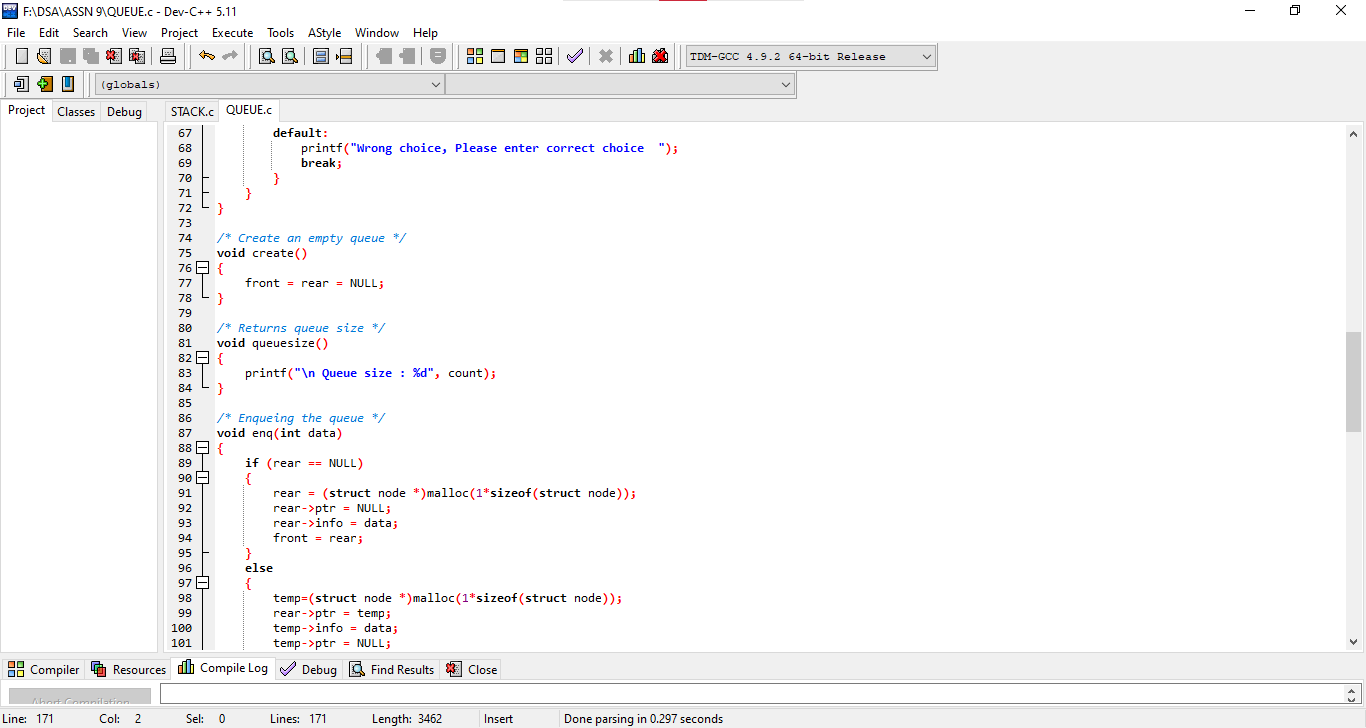 F:\DSA\ASSN 9\QUEUE.c - Dev-C++ 5.11
File Edit Search View Project Execute Tools AStyle Window Help
TDM-GCC 4.9.2 64-bit Release
(globals)
Project Classes Debug STACK.c QUEUE.c
67 default:
68 printf("Wrong choice, Please enter correct choice  ");
69 break;
70 }
71 }
72 }
73
74 /* Create an empty queue */
75 void create()
76 {
77 front = rear = NULL;
78 }
79
80 /* Returns queue size */
81 void queuesize()
82 {
83 printf("\n Queue size : %d", count);
84 }
85
86 /* Enqueing the queue */
87 void enq(int data)
88 {
89 if (rear == NULL)
90 {
91 rear = (struct node *)malloc(1*sizeof(struct node));
92 rear->ptr = NULL;
93 rear->info = data;
94 front = rear;
95 }
96 else
97 {
98 temp=(struct node *)malloc(1*sizeof(struct node));
99 rear->ptr = temp;
100 temp->info = data;
101 temp->ptr = NULL;
Compiler Resources Compile Log Debug Find Results Close
Abort Compilation
Line: 171 Col: 2 Sel: 0 Lines: 171 Length: 3462 Insert Done parsing in 0.297 seconds